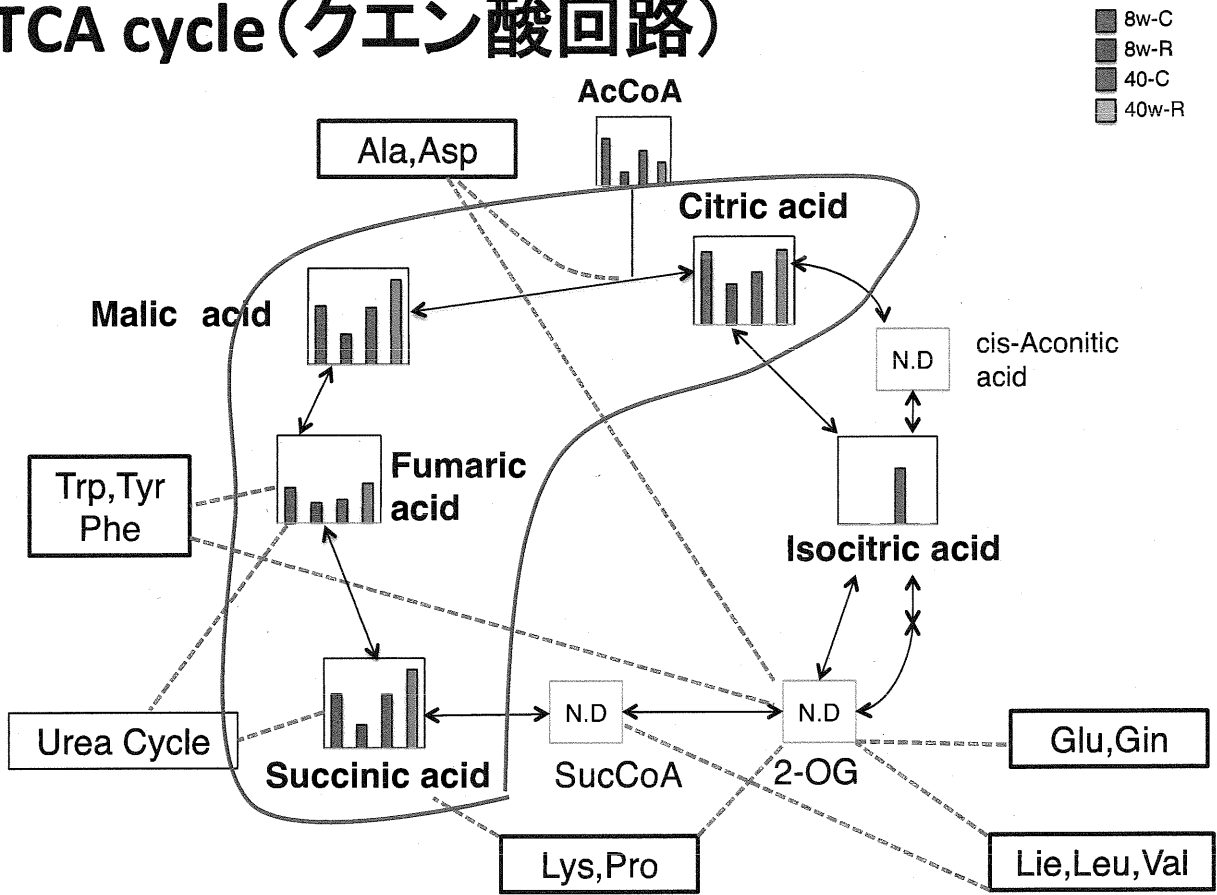 TCA cycle（クエン酸回路）
8w-C
8w-R
40-C
40w-R
AcCoA
Ala,Asp
Citric acid
Malic acid
N.D
cis-Aconitic
acid
Trp,Tyr
Phe
Fumaric
acid
Isocitric acid
Urea Cycle
Succinic acid
N.D
SucCoA
N.D
2-OG
Glu,Gin
Lys,Pro
Lie,Leu,Val